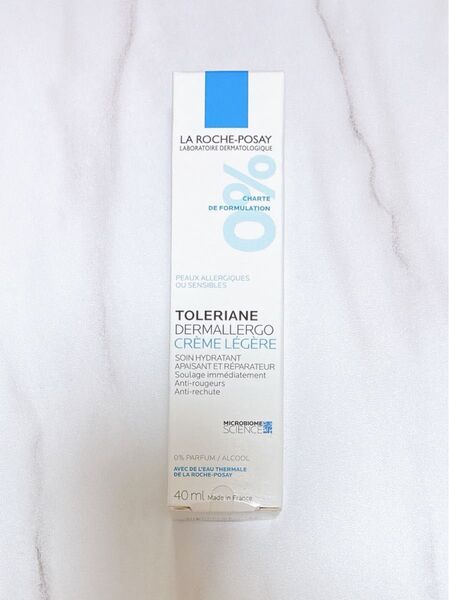 LA ROCHE-POSAY
LABORATOIRE DERMATOLOGIQUE
0%
CHARTE
DE FORMULATION
PEAUX ALLERGIQUES
OU SENSIBLES
TOLERIANE
DERMALLERGO
CRÈME LÉGÈRE
SOIN HYDRATANT
APAISANT ET RÉPARATEUR
Soulage immédiatement
Anti-rougeurs
Anti-rechute
MICROBIOME
SCIENCE
0% PARFUM / ALCOOL
AVEC DE L'EAU THERMALE
DE LA ROCHE-POSAY
40 ml Made in France